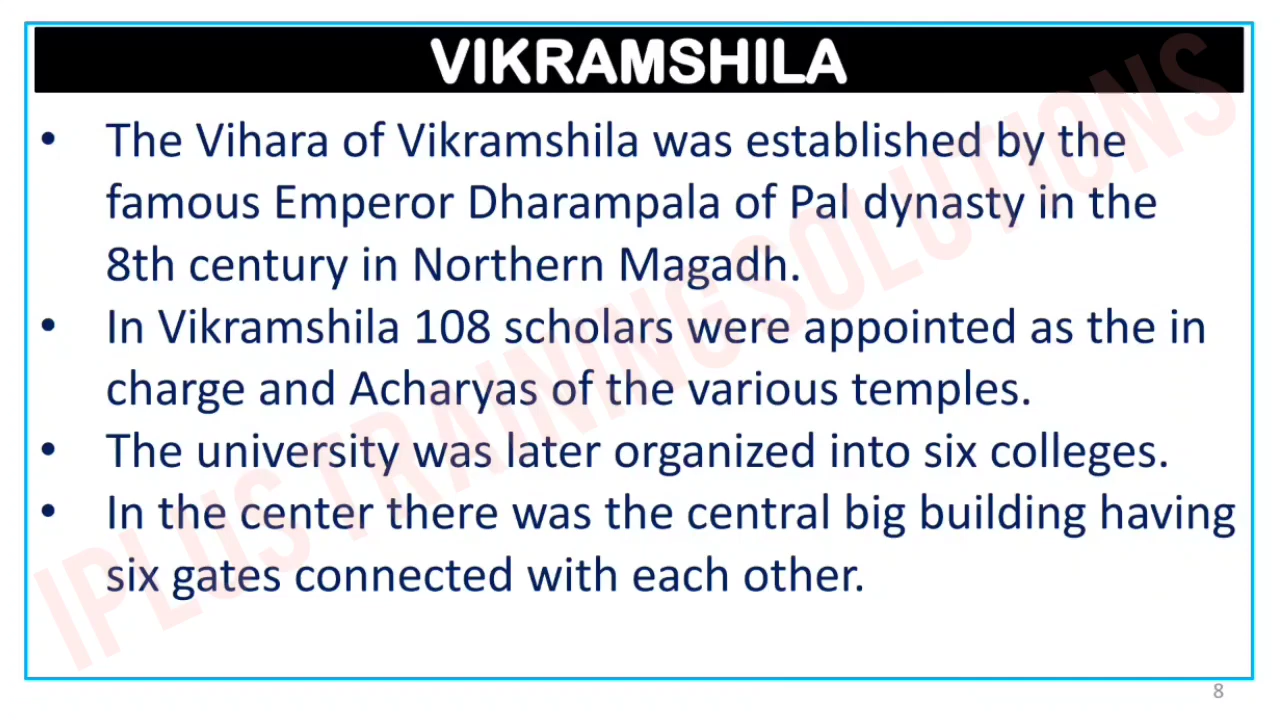 VIKRAMSHILA
• The Vihara of Vikramshila was established by the
famous Emperor Dharampala of Pal dynasty in the
8th century in Northern Magadh.
• In Vikramshila 108 scholars were appointed as the in
charge and Acharyas of the various temples.
• The university was later organized into six colleges.
• In the center there was the central big building having
six gates connected with each other.
IPLUS TRAINING SOLUTIONS
8